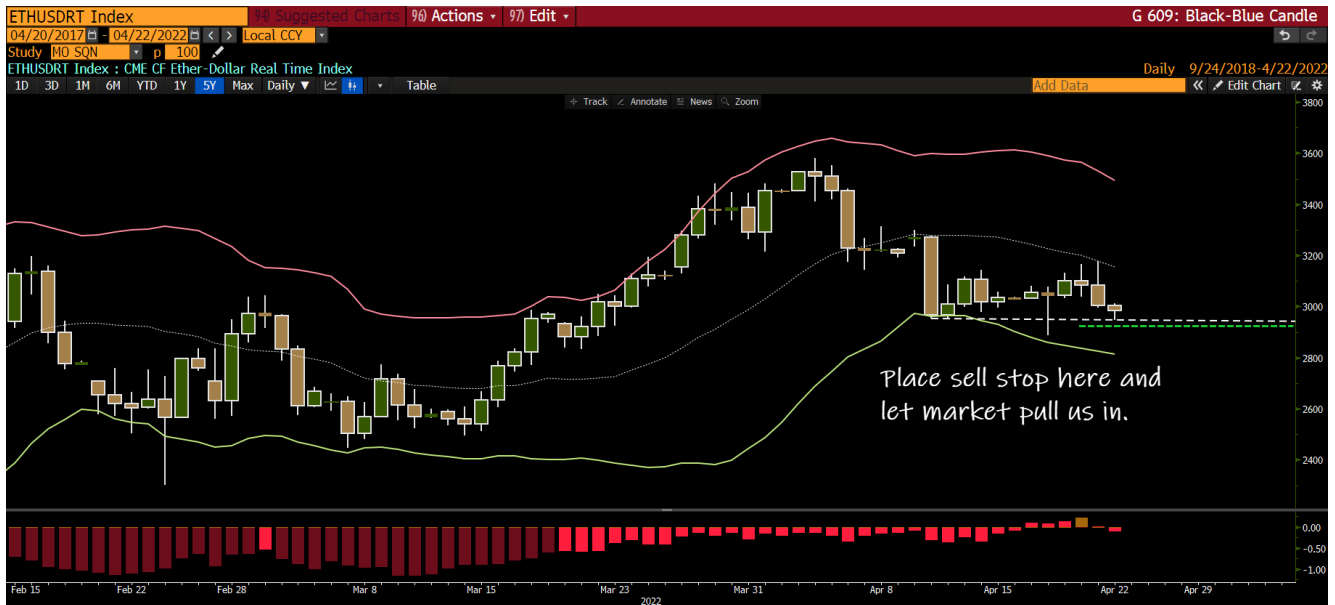 ETHUSDRT Index 94) Suggested Charts 96) Actions 97) Edit G 609: Black-Blue Candle
04/20/2017 - 04/22/2022 < > Local CCY
Study MO SQN p 100
ETHUSDRT Index : CME CF Ether-Dollar Real Time Index Daily 9/24/2018-4/22/2022
1D 3D 1M 6M YTD 1Y 5Y Max Daily ▼ Table Add Data « Edit Chart
Track Annotate News Zoom
3800
3600
3400
3200
3000
2800
2600
2400
Place sell stop here and
let market pull us in.
0.00
-0.50
-1.00
Feb 15 Feb 22 Feb 28 Mar 8 Mar 15 Mar 23 Mar 31 Apr 8 Apr 15 Apr 22 Apr 29
2022